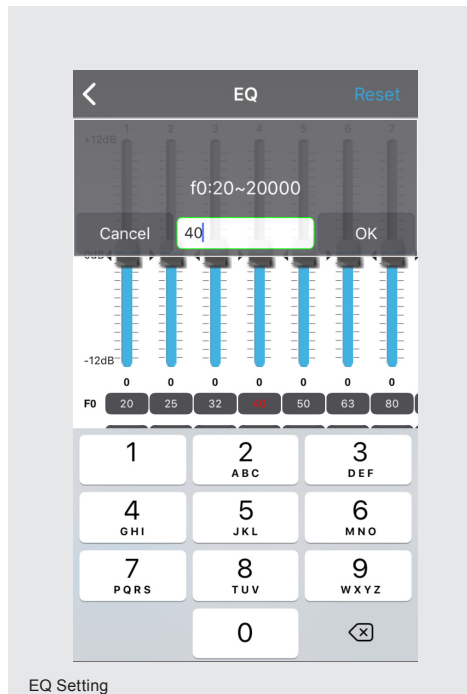 EQ
Reset
1 2 3 4 5 6 7
+12dB
f0:20~20000
Cancel 40 OK
0dB
-12dB
0 0 0 0 0 0 0
F0 20 25 32 40 50 63 80
1
2
ABC
3
DEF
4
GHI
5
JKL
6
MNO
7
PQRS
8
TUV
9
WXYZ
0
EQ Setting